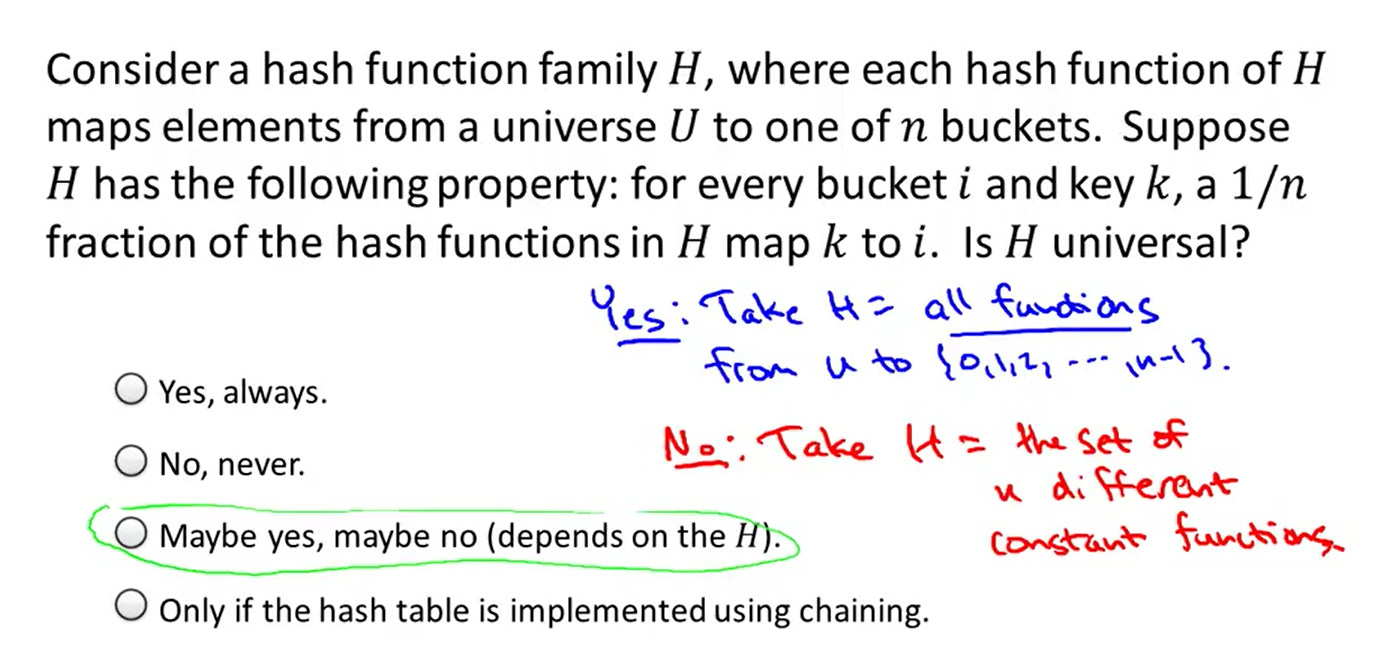 Consider a hash function family H, where each hash function of H
maps elements from a universe U to one of n buckets. Suppose
H has the following property: for every bucket i and key k, a 1/n
fraction of the hash functions in H map k to i. Is H universal?
Yes: Take H = all functions
from u to {0,1,2, ... ,n-1}.
Yes, always.
No: Take H = the set of
No, never.
n different
Maybe yes, maybe no (depends on the H).
constant functions.
Only if the hash table is implemented using chaining.